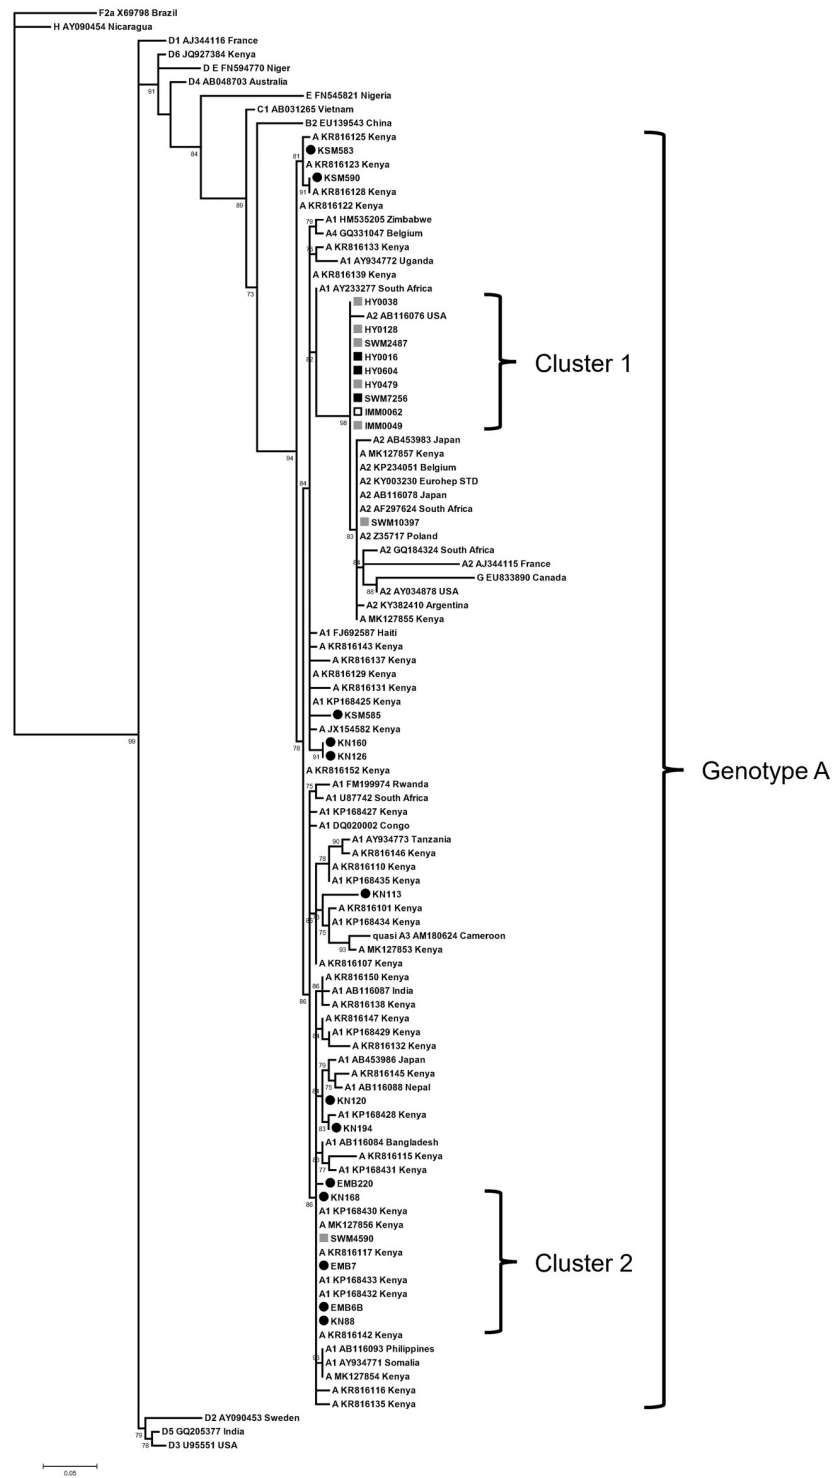 F2a X69798 Brazil
H AY090454 Nicaragua
D1 AJ344116 France
D6 JQ927384 Kenya
D E FN594770 Niger
91
D4 AB048703 Australia
E FN545821 Nigeria
C1 AB031265 Vietnam
B2 EU139543 China
A KR816125 Kenya
KSM583
84
81
A KR816123 Kenya
KSM590
91
A KR816128 Kenya
89
A KR816122 Kenya
A1 HM535205 Zimbabwe
79
A4 GQ331047 Belgium
A KR816133 Kenya
A1 AY934772 Uganda
A KR816139 Kenya
A1 AY233277 South Africa
73
HY0038
A2 AB116076 USA
HY0128
SWM2487
HY0016
Cluster 1
HY0604
HY0479
SWM7256
IMM0062
98
IMM0049
A2 AB453983 Japan
A MK127857 Kenya
94
A2 KP234051 Belgium
A2 KY003230 Eurohep STD
84
A2 AB116078 Japan
A2 AF297624 South Africa
SWM10397
83
A2 Z35717 Poland
A2 GQ184324 South Africa
A2 AJ344115 France
G EU833890 Canada
88
A2 AY034878 USA
A2 KY382410 Argentina
A MK127855 Kenya
A1 FJ692587 Haiti
A KR816143 Kenya
A KR816137 Kenya
A KR816129 Kenya
A KR816131 Kenya
A1 KP168425 Kenya
KSM585
A JX154582 Kenya
99
KN160
78
91
KN126
A KR816152 Kenya
Genotype A
A1 FM199974 Rwanda
75
A1 U87742 South Africa
A1 KP168427 Kenya
A1 DQ020002 Congo
A1 AY934773 Tanzania
90
A KR816146 Kenya
78
A KR816110 Kenya
A1 KP168435 Kenya
KN113
A KR816101 Kenya
A1 KP168434 Kenya
75
quasi A3 AM180624 Cameroon
93
A MK127853 Kenya
A KR816107 Kenya
A KR816150 Kenya
86
A1 AB116087 India
86
A KR816138 Kenya
A KR816147 Kenya
A1 KP168429 Kenya
A KR816132 Kenya
A1 AB453986 Japan
79
A KR816145 Kenya
75
A1 AB116088 Nepal
KN120
A1 KP168428 Kenya
83
KN194
A1 AB116084 Bangladesh
A KR816115 Kenya
77
A1 KP168431 Kenya
EMB220
KN168
86
A1 KP168430 Kenya
A MK127856 Kenya
SWM4590
A KR816117 Kenya
Cluster 2
EMB7
A1 KP168433 Kenya
A1 KP168432 Kenya
EMB6B
KN88
A KR816142 Kenya
A1 AB116093 Philippines
A1 AY934771 Somalia
A MK127854 Kenya
A KR816116 Kenya
A KR816135 Kenya
D2 AY090453 Sweden
D5 GQ205377 India
79
78
D3 U95551 USA
0.05